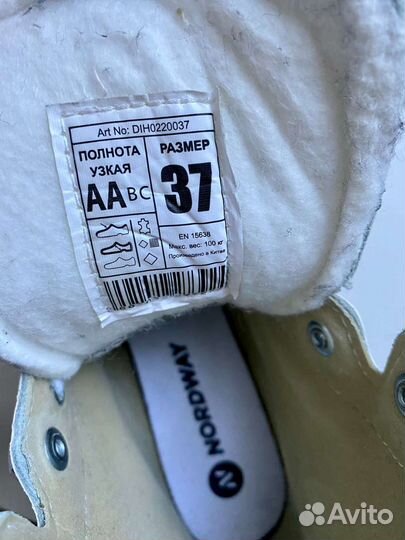 Art No: DIH0220037
ПОЛНОТА
УЗКАЯ
AA BC
РАЗМЕР
37
EN 15638
Макс. вес: 100 кг
Произведено в Китае
NORDWAY
Avito